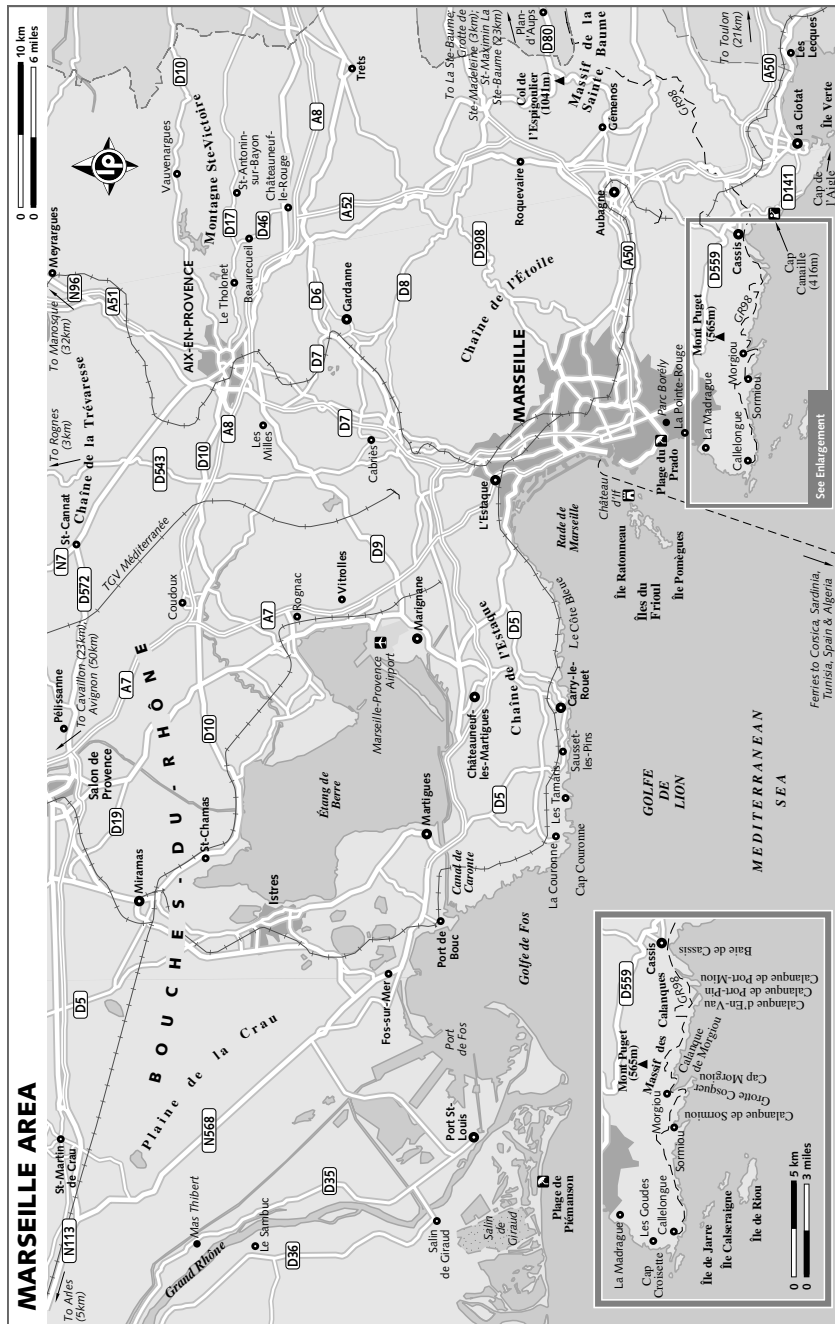 MARSEILLE AREA
0 10 km
0 6 miles
To Arles
(5km)
N113
St-Martin
de Crau
D5
Miramas
D19
Salon de
Provence
Pélissanne
To Cavaillon (23km);
Avignon (50km)
A7
D572
N7
St-Cannat
Chaîne de la Trévaresse
To Rognes
(3km)
D543
To Manosque
(32km)
N96
A51
Meyrargues
Vauvenargues
D10
Montagne Ste-Victoire
St-Antonin-
sur-Bayon
D17
Châteauneuf-
le-Rouge
D46
Le Tholonet
Beaurecueil
AIX-EN-PROVENCE
A8
Trets
A8
D10
TGV Méditerranée
Coudoux
BOUCHES-DU-RHÔNE
D10
St-Chamas
Plaine de la Crau
N568
Mas Thibert
Le Sambuc
Grand Rhône
D36
D35
Istres
Étang de
Berre
A7
Rognac
Vitrolles
D9
Les
Milles
D7
Cabriès
D7
D6
Gardanne
D8
A52
Chaîne de
l'Étoile
D908
Roquevaire
To La Ste-Baume;
Grotte de
Ste-Madeleine (3km);
St-Maximin La
Ste-Baume (23km)
Plan-
d'Aups
D80
Col de
l'Espigoulier
(1041m)
Massif de la
Sainte Baume
Gémenos
GR98
Aubagne
A50
Marseille-Provence
Airport
Marignane
Châteauneuf-
les-Martigues
Martigues
Canal de
Caronte
Fos-sur-Mer
Port de
Bouc
Golfe de Fos
Port
de Fos
Port St-
Louis
Salin
de Giraud
Salin
de
Giraud
Plage de
Piémanson
D5
Chaîne de l'Estaque
D5
La Couronne
Cap Couronne
Les Tamaris
Sausset-
les-Pins
Carry-le-
Rouet
Le Côte Bleue
L'Estaque
Rade de
Marseille
MARSEILLE
Château
d'If
Île Ratonneau
Îles du
Frioul
Île Pomègues
Plage du
Prado
Parc Borély
La Pointe-Rouge
La Madrague
Callelongue
Sormiou
Morgiou
Mont Puget
(565m)
GR98
D559
Cassis
Cap
Canaille
(416m)
D141
To Toulon
(21km)
A50
Les
Lecques
La Ciotat
Cap de
l'Aigle
Île Verte
See Enlargement
GOLFE
DE
LION
MEDITERRANEAN
SEA
Ferries to Cosica, Sardinia,
Tunisia, Spain & Algeria
La Madrague
Les Goudes
Cap
Croisette
Callelongue
Île de Jarre
Île Calseraigne
Île de Riou
Sormiou
Morgiou
Mont Puget
(565m)
Massif des Calanques
D559
Cassis
GR98
Calanque de Sormiou
Grotte Cosquer
Cap Morgiou
Calanque
de Morgiou
Calanque d'En-Vau
Calanque de Port-Pin
Calanque de Port-Miou
Baie de Cassis
0 5 km
0 3 miles
LP